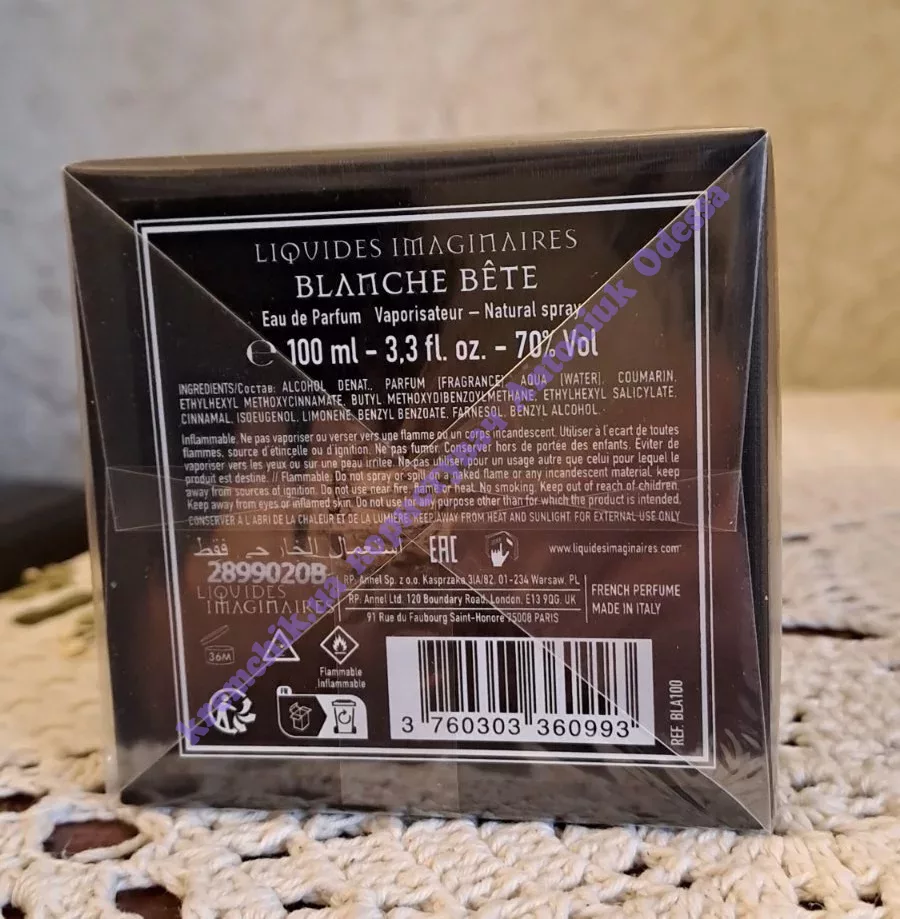 LIQUIDES IMAGINAIRES
BLANCHE BÊTE
Eau de Parfum Vaporisateur – Natural spray
℮ 100 ml – 3,3 fl. oz. – 70% Vol
INGREDIENTS/Состав: ALCOHOL DENAT., PARFUM (FRAGRANCE), AQUA (WATER), COUMARIN,
ETHYLHEXYL METHOXYCINNAMATE, BUTYL METHOXYDIBENZOYLMETHANE, ETHYLHEXYL SALICYLATE,
CINNAMAL, ISOEUGENOL, LIMONENE, BENZYL BENZOATE, FARNESOL, BENZYL ALCOHOL.
Inflammable. Ne pas vaporiser ou verser vers une flamme ou un corps incandescent. Utiliser à l'ecart de toutes
flammes, source d'étincelle ou d'ignition. Ne pas fumer. Conserver hors de portée des enfants. Éviter de
vaporiser vers les yeux ou sur une peau irritée. Ne pas utiliser pour un usage autre que celui pour lequel le
produit est destiné. // Flammable. Do not spray or spill on a naked flame or any incandescent material, keep
away from sources of ignition. Do not use near fire, flame or heat. No smoking. Keep out of reach of children.
Keep away from eyes or inflamed skin. Do not use for any purpose other than for which the product is intended.
CONSERVER A L'ABRI DE LA CHALEUR ET DE LA LUMIÈRE. KEEP AWAY FROM HEAT AND SUNLIGHT. FOR EXTERNAL USE ONLY
استعمال الخارجي فقط
EAC
www.liquidesimaginaires.com
2899020B
LIQUIDES
IMAGINAIRES
RP: Annel Sp. z o.o. Kasprzaka 31A/82, 01-234 Warsaw, PL
RP: Annel Ltd. 120 Boundary Road, London, E13 9QG, UK
91 Rue du Faubourg Saint-Honoré 75008 PARIS
FRENCH PERFUME
MADE IN ITALY
36M
Flammable
Inflammable
FR
3 760303 360993
REF. BLA100